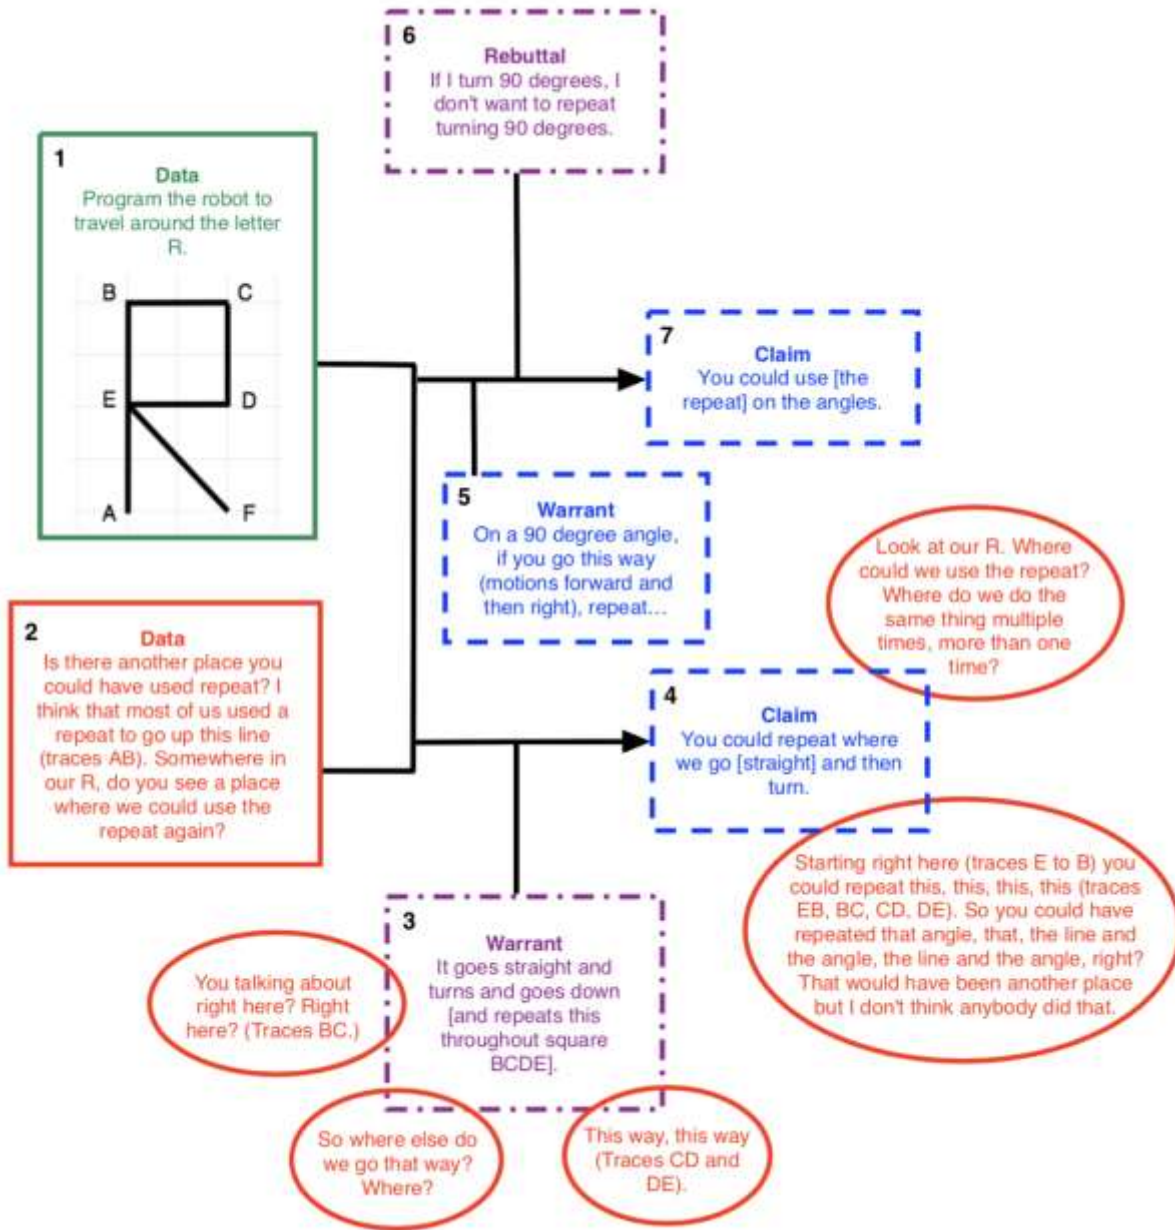 6
Rebuttal
If I turn 90 degrees, I
don't want to repeat
turning 90 degrees.
1
Data
Program the robot to
travel around the letter
R.
B
C
E
D
A
F
7
Claim
You could use [the
repeat] on the angles.
5
Warrant
On a 90 degree angle,
if you go this way
(motions forward and
then right), repeat...
Look at our R. Where
could we use the repeat?
Where do we do the
same thing multiple
times, more than one
time?
2
Data
Is there another place you
could have used repeat? I
think that most of us used a
repeat to go up this line
(traces AB). Somewhere in
our R, do you see a place
where we could use the
repeat again?
4
Claim
You could repeat where
we go [straight] and then
turn.
Starting right here (traces E to B) you
could repeat this, this, this, this (traces
EB, BC, CD. DE). So you could have
repeated that angle, that, the line and
the angle, the line and the angle, right?
That would have been another place
but I don't think anybody did that.
3
Warrant
It goes straight and
turns and goes down
[and repeats this
throughout square
BCDE].
You talking about
right here? Right
here? (Traces BC.)
So where else do
we go that way?
Where?
This way, this way
(Traces CD and
DE).